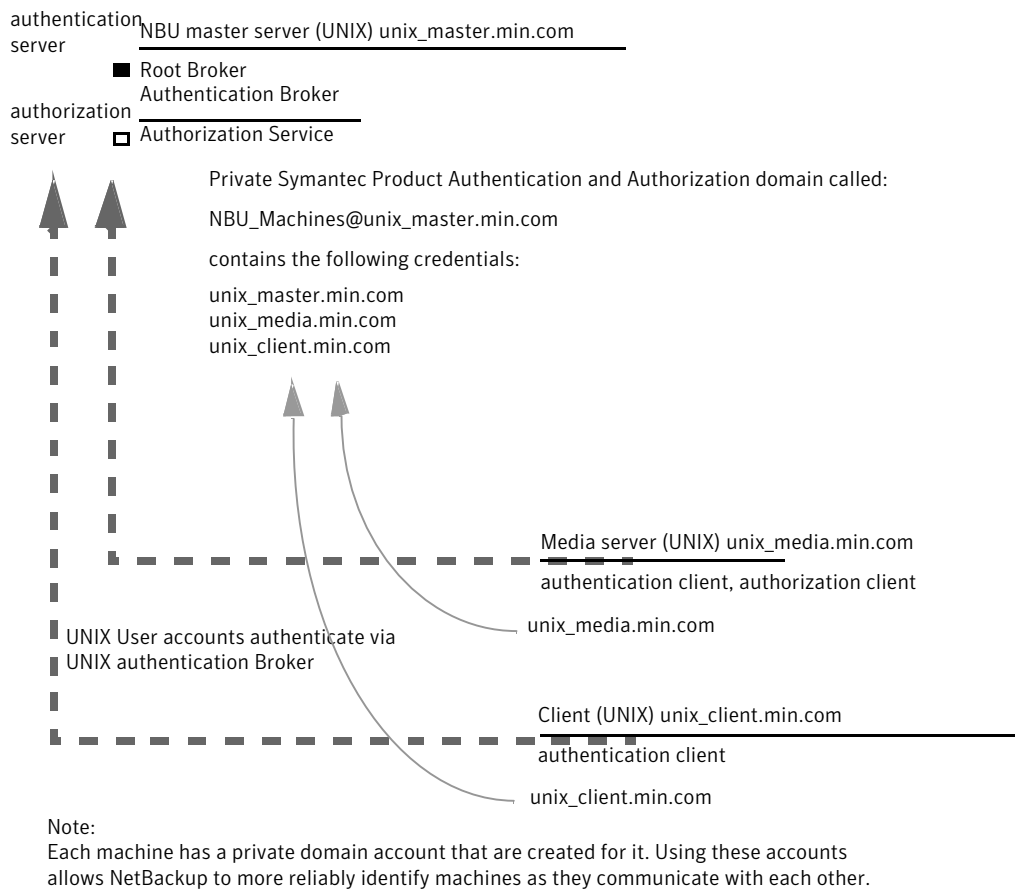 authentication
server
NBU master server (UNIX) unix_master.min.com
Root Broker
Authentication Broker
authorization
server
Authorization Service
Private Symantec Product Authentication and Authorization domain called:
NBU_Machines@unix_master.min.com
contains the following credentials:
unix_master.min.com
unix_media.min.com
unix_client.min.com
Media server (UNIX) unix_media.min.com
authentication client, authorization client
unix_media.min.com
UNIX User accounts authenticate via
UNIX authentication Broker
Client (UNIX) unix_client.min.com
authentication client
unix_client.min.com
Note:
Each machine has a private domain account that are created for it. Using these accounts
allows NetBackup to more reliably identify machines as they communicate with each other.